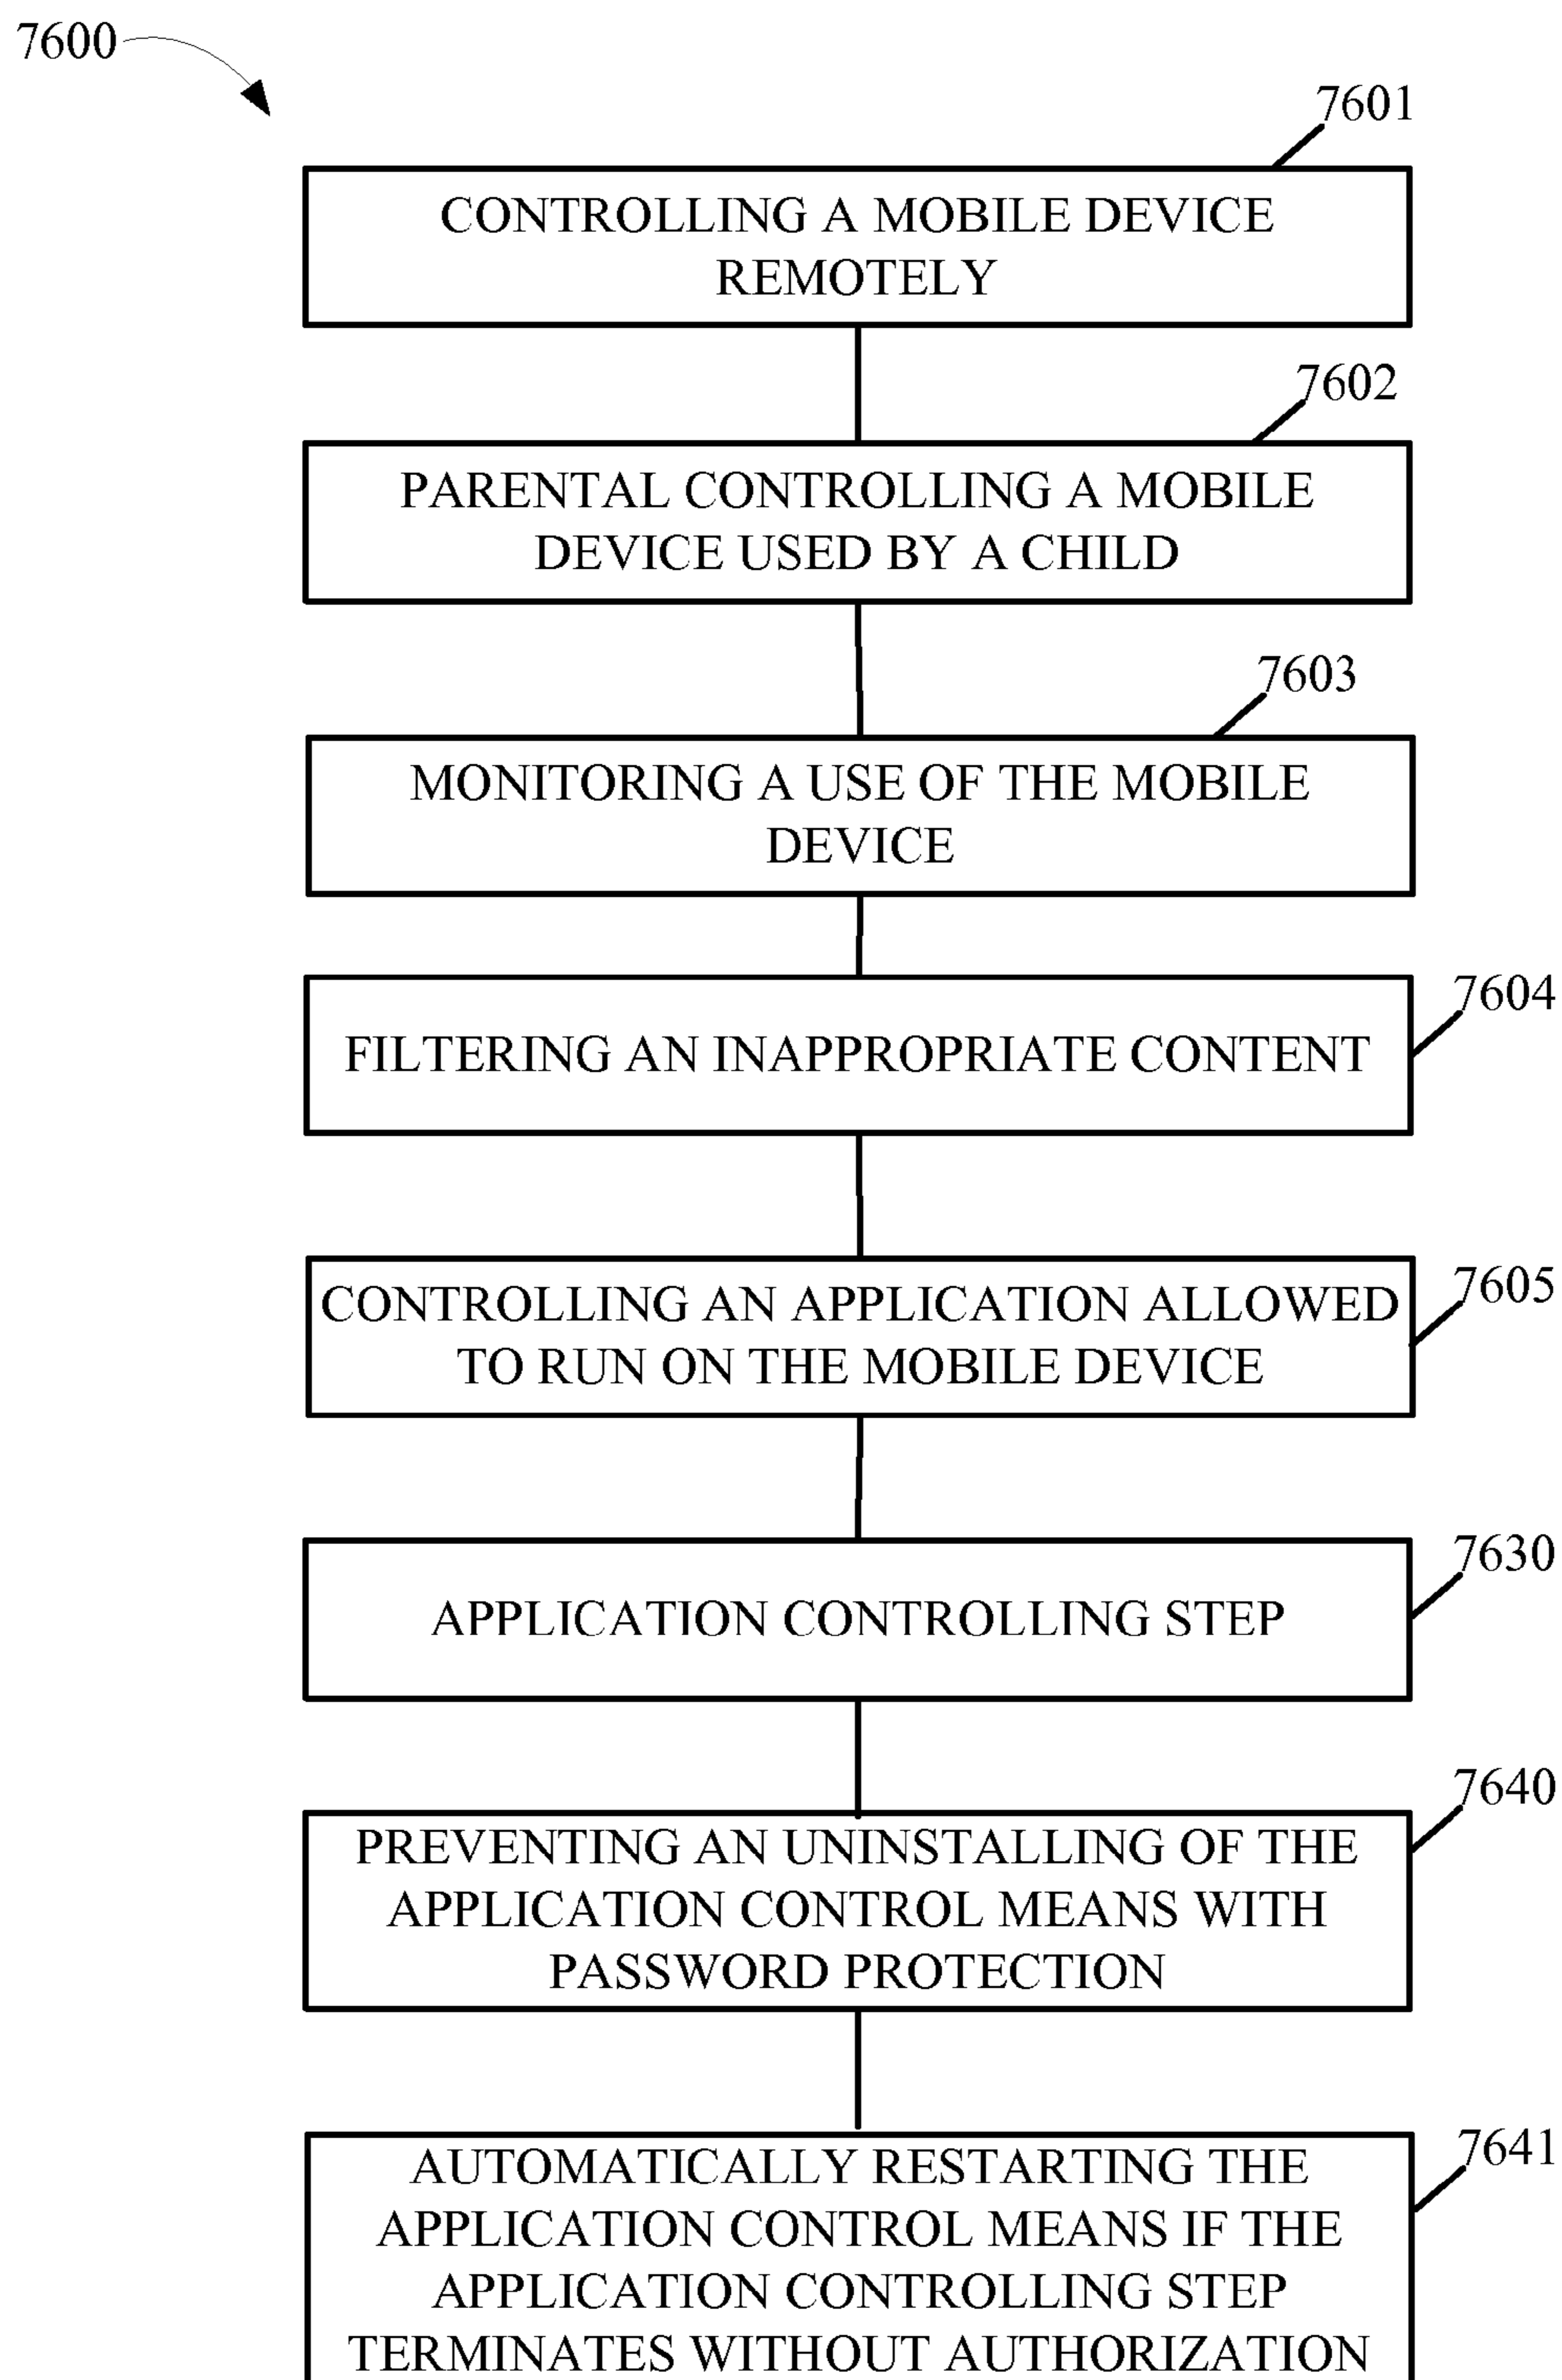 7600
7601
CONTROLLING A MOBILE DEVICE
REMOTELY
7602
PARENTAL CONTROLLING A MOBILE
DEVICE USED BY A CHILD
7603
MONITORING A USE OF THE MOBILE
DEVICE
7604
FILTERING AN INAPPROPRIATE CONTENT
7605
CONTROLLING AN APPLICATION ALLOWED
TO RUN ON THE MOBILE DEVICE
7630
APPLICATION CONTROLLING STEP
7640
PREVENTING AN UNINSTALLING OF THE
APPLICATION CONTROL MEANS WITH
PASSWORD PROTECTION
7641
AUTOMATICALLY RESTARTING THE
APPLICATION CONTROL MEANS IF THE
APPLICATION CONTROLLING STEP
TERMINATES WITHOUT AUTHORIZATION